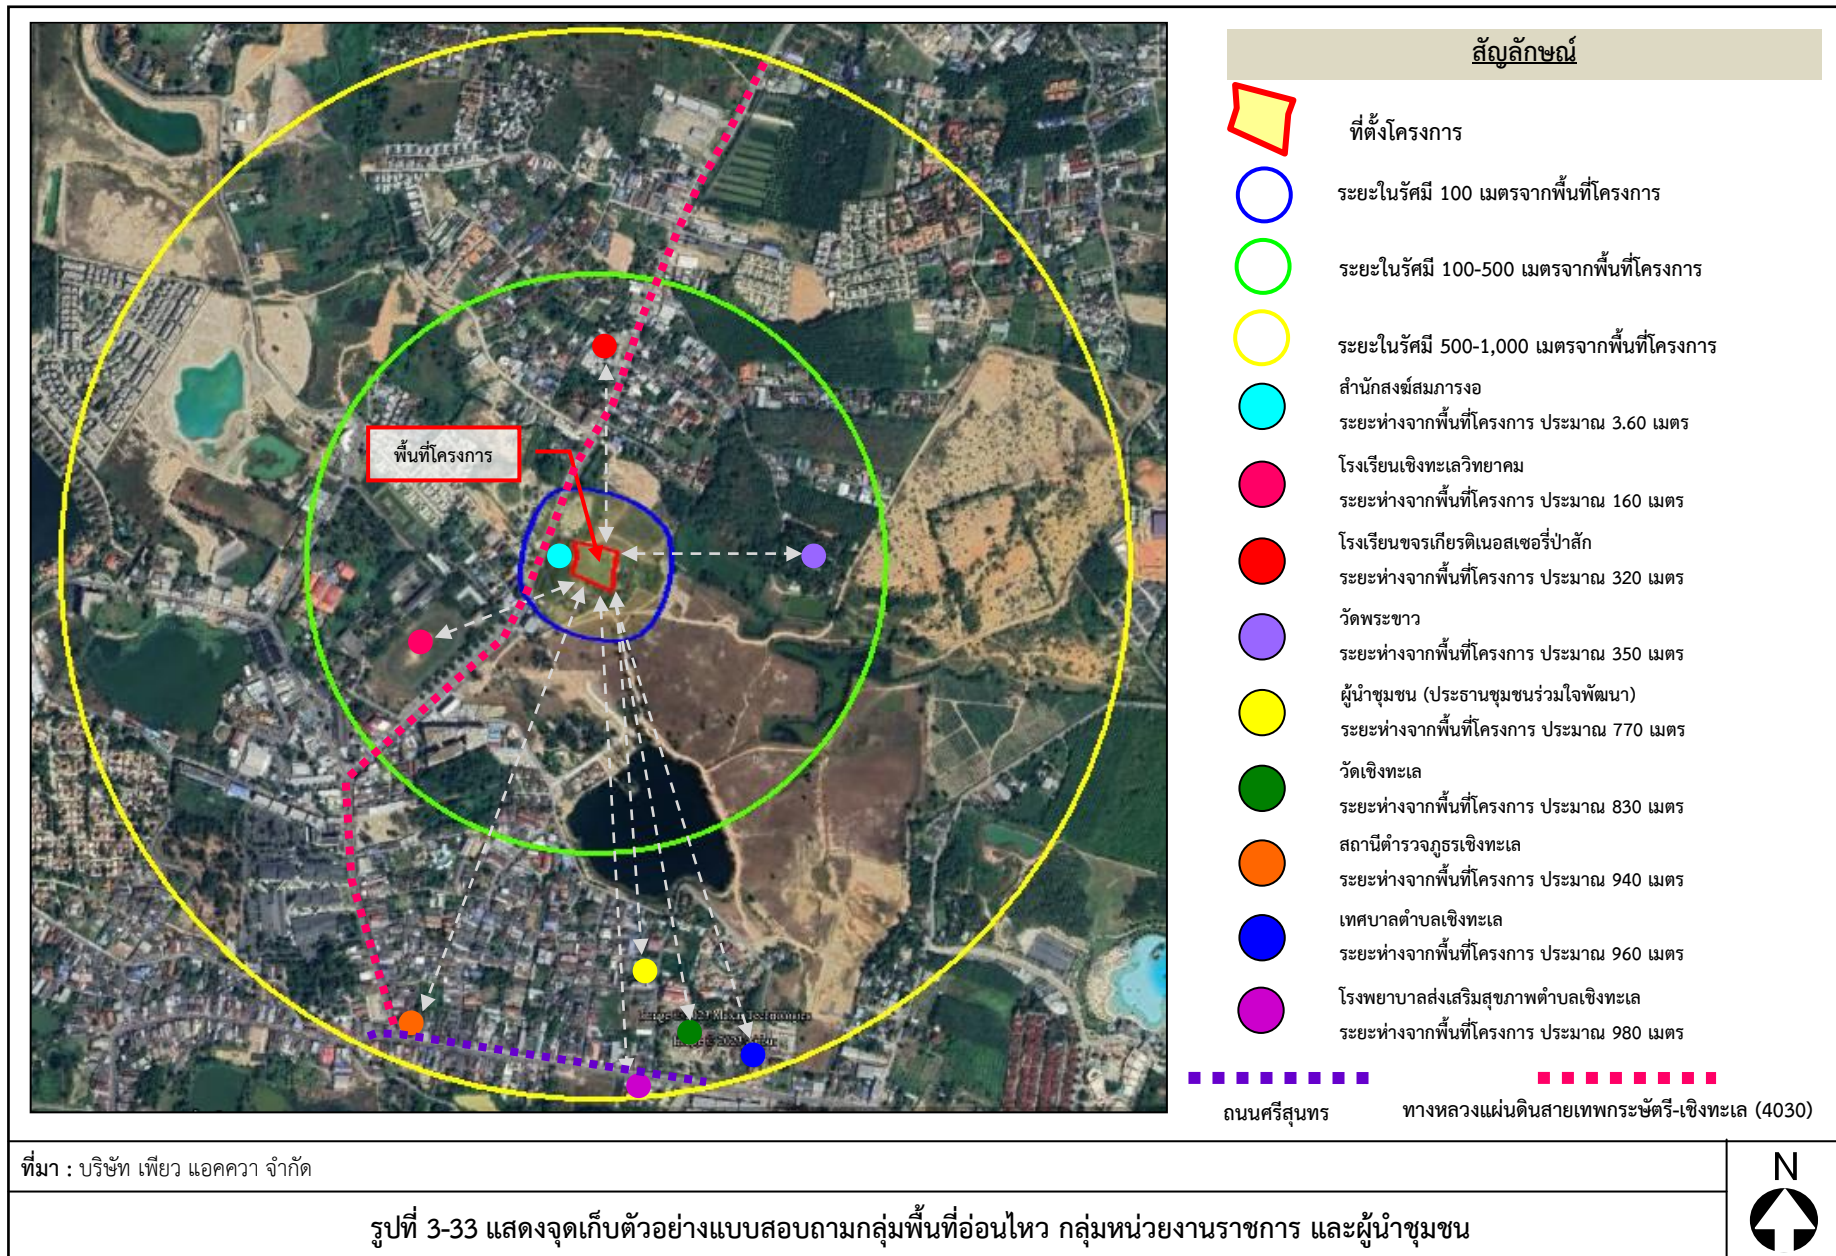 พื้นที่โครงการ
สัญลักษณ์
ที่ตั้งโครงการ
ระยะในรัศมี 100 เมตรจากพื้นที่โครงการ
ระยะในรัศมี 100-500 เมตรจากพื้นที่โครงการ
ระยะในรัศมี 500-1,000 เมตรจากพื้นที่โครงการ
สำนักสงฆ์สมภารงอ
ระยะห่างจากพื้นที่โครงการ ประมาณ 3.60 เมตร
โรงเรียนเชิงทะเลวิทยาคม
ระยะห่างจากพื้นที่โครงการ ประมาณ 160 เมตร
โรงเรียนขจรเกียรติเนอสเซอรี่ป่าสัก
ระยะห่างจากพื้นที่โครงการ ประมาณ 320 เมตร
วัดพระขาว
ระยะห่างจากพื้นที่โครงการ ประมาณ 350 เมตร
ผู้นำชุมชน (ประธานชุมชนร่วมใจพัฒนา)
ระยะห่างจากพื้นที่โครงการ ประมาณ 770 เมตร
วัดเชิงทะเล
ระยะห่างจากพื้นที่โครงการ ประมาณ 830 เมตร
สถานีตำรวจภูธรเชิงทะเล
ระยะห่างจากพื้นที่โครงการ ประมาณ 940 เมตร
เทศบาลตำบลเชิงทะเล
ระยะห่างจากพื้นที่โครงการ ประมาณ 960 เมตร
โรงพยาบาลส่งเสริมสุขภาพตำบลเชิงทะเล
ระยะห่างจากพื้นที่โครงการ ประมาณ 980 เมตร
ถนนศรีสุนทร
ทางหลวงแผ่นดินสายเทพกระษัตรี-เชิงทะเล (4030)
ที่มา : บริษัท เพียว แอคควา จำกัด
N
รูปที่ 3-33 แสดงจุดเก็บตัวอย่างแบบสอบถามกลุ่มพื้นที่อ่อนไหว กลุ่มหน่วยงานราชการ และผู้นำชุมชน